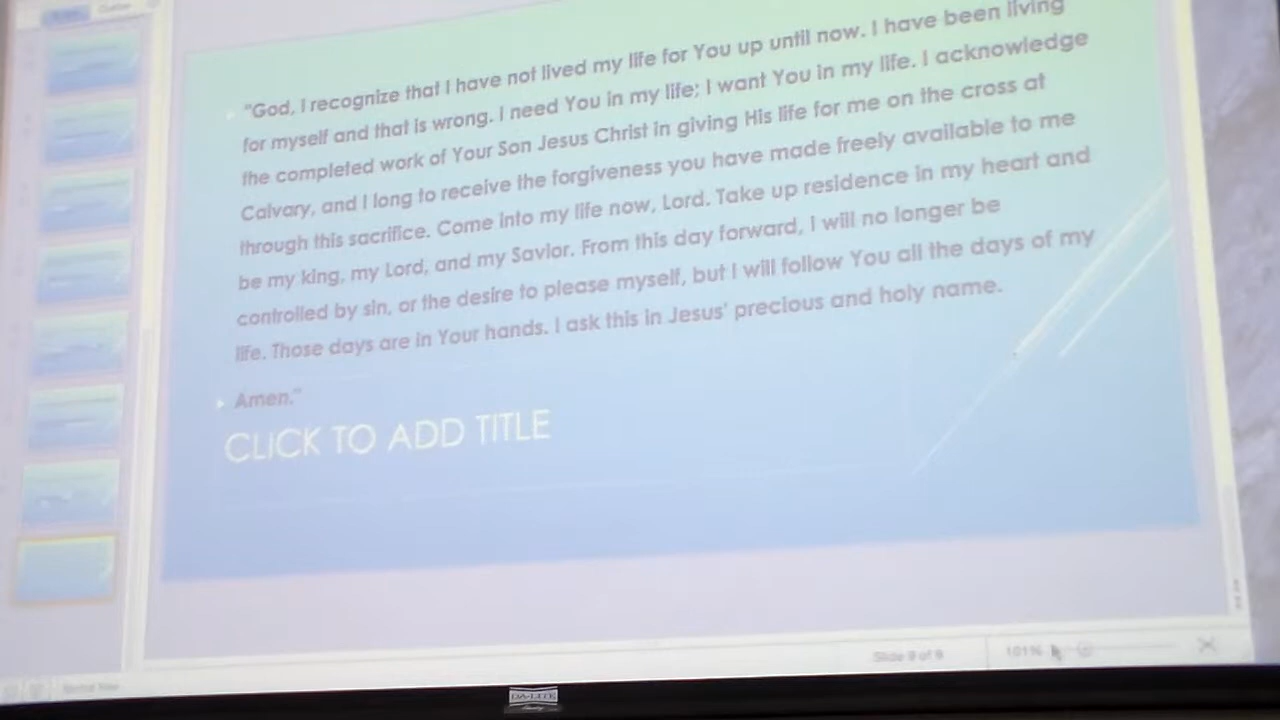 "God, I recognize that I have not lived my life for You up until now. I have been living
for myself and that is wrong. I need You in my life; I want You in my life. I acknowledge
the completed work of Your Son Jesus Christ in giving His life for me on the cross at
Calvary, and I long to receive the forgiveness you have made freely available to me
through this sacrifice. Come into my life now, Lord. Take up residence in my heart and
be my king, my Lord, and my Savior. From this day forward, I will no longer be
controlled by sin, or the desire to please myself, but I will follow You all the days of my
life. Those days are in Your hands. I ask this in Jesus' precious and holy name.
Amen."
CLICK TO ADD TITLE
Slide 9 of 9
101%
DA-LITE